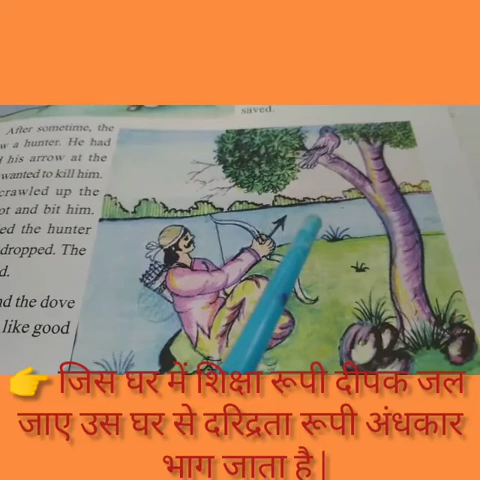 saved.
After sometime, the
w a hunter. He had
his arrow at the
wanted to kill him.
crawled up the
ot and bit him.
ed the hunter
dropped. The
d.
nd the dove
like good
👉 जिस घर में शिक्षा रूपी दीपक जल
जाए उस घर से दरिद्रता रूपी अंधकार
भाग जाता है |